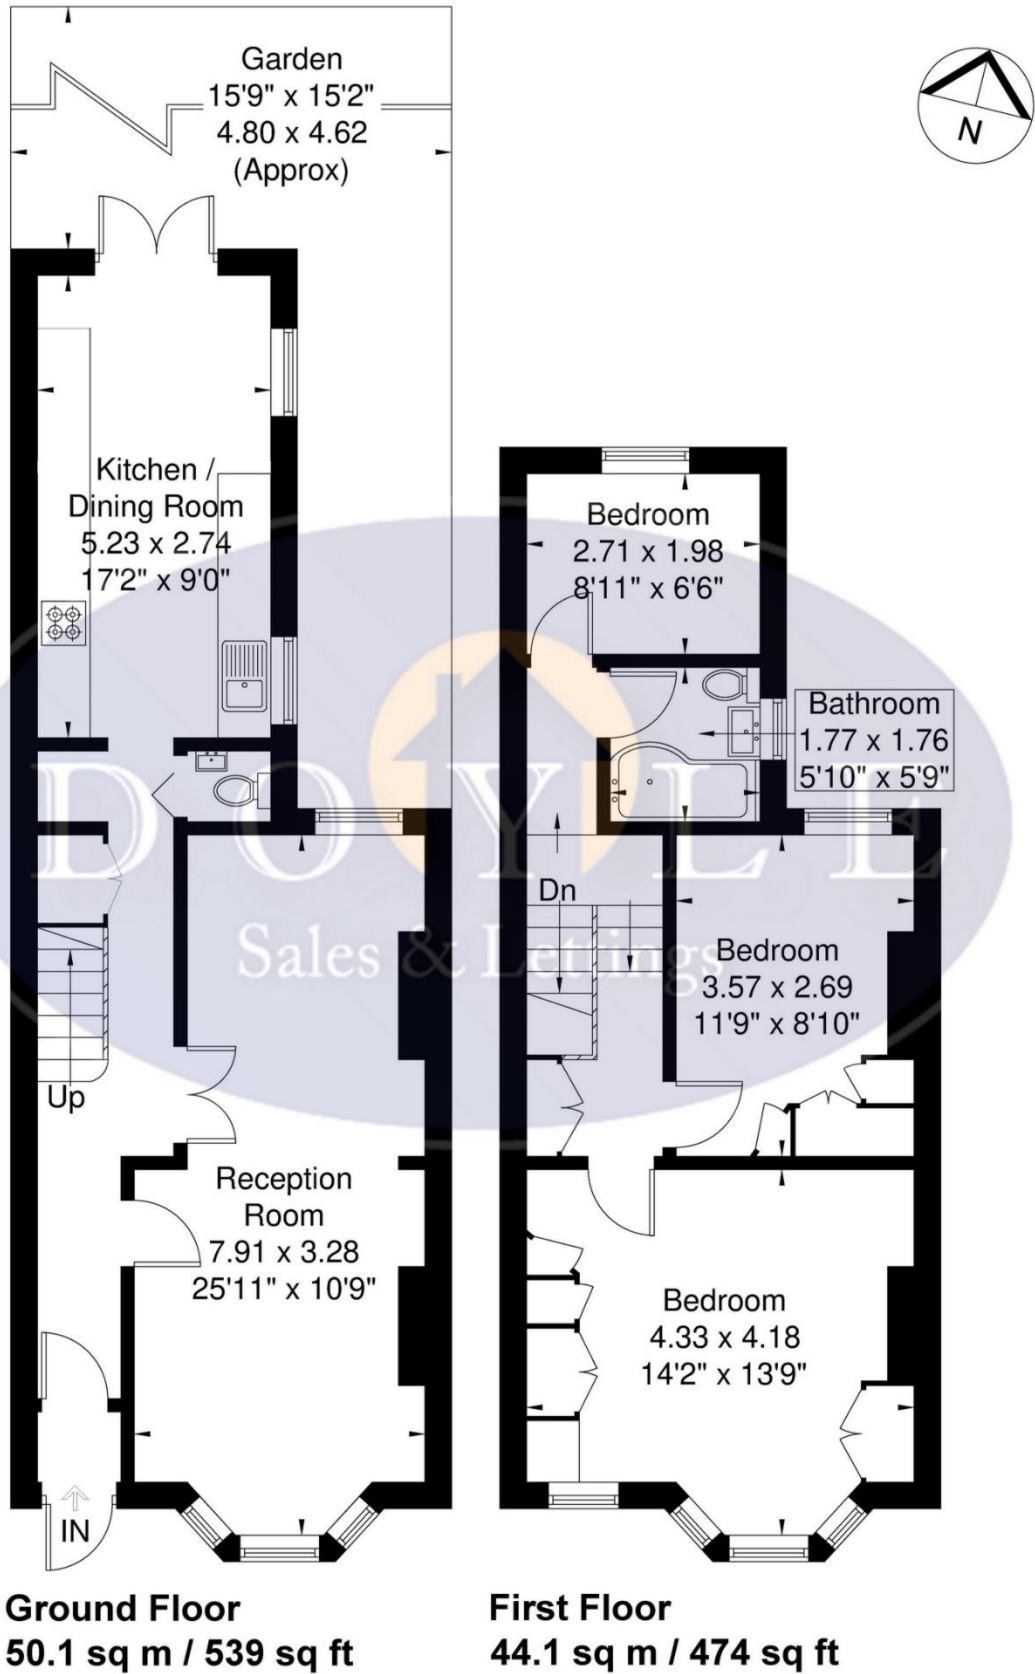 Garden
15'9" x 15'2"
4.80 x 4.62
(Approx)
N
Kitchen /
Dining Room
5.23 x 2.74
17'2" x 9'0"
Bedroom
2.71 x 1.98
8'11" x 6'6"
Bathroom
1.77 x 1.76
5'10" x 5'9"
DOYLE
Sales & Lettings
Dn
Bedroom
3.57 x 2.69
11'9" x 8'10"
Up
Reception
Room
7.91 x 3.28
25'11" x 10'9"
Bedroom
4.33 x 4.18
14'2" x 13'9"
IN
Ground Floor
50.1 sq m / 539 sq ft
First Floor
44.1 sq m / 474 sq ft